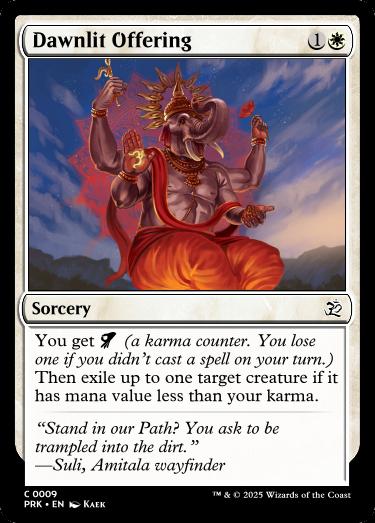 Dawnlit Offering 1
Sorcery
You get (a karma counter. You lose
one if you didn't cast a spell on your turn.)
Then exile up to one target creature if it
has mana value less than your karma.
“Stand in our Path? You ask to be
trampled into the dirt.”
—Suli, Amitala wayfinder
C 0009
PRK • EN Kaek
™ & © 2025 Wizards of the Coast